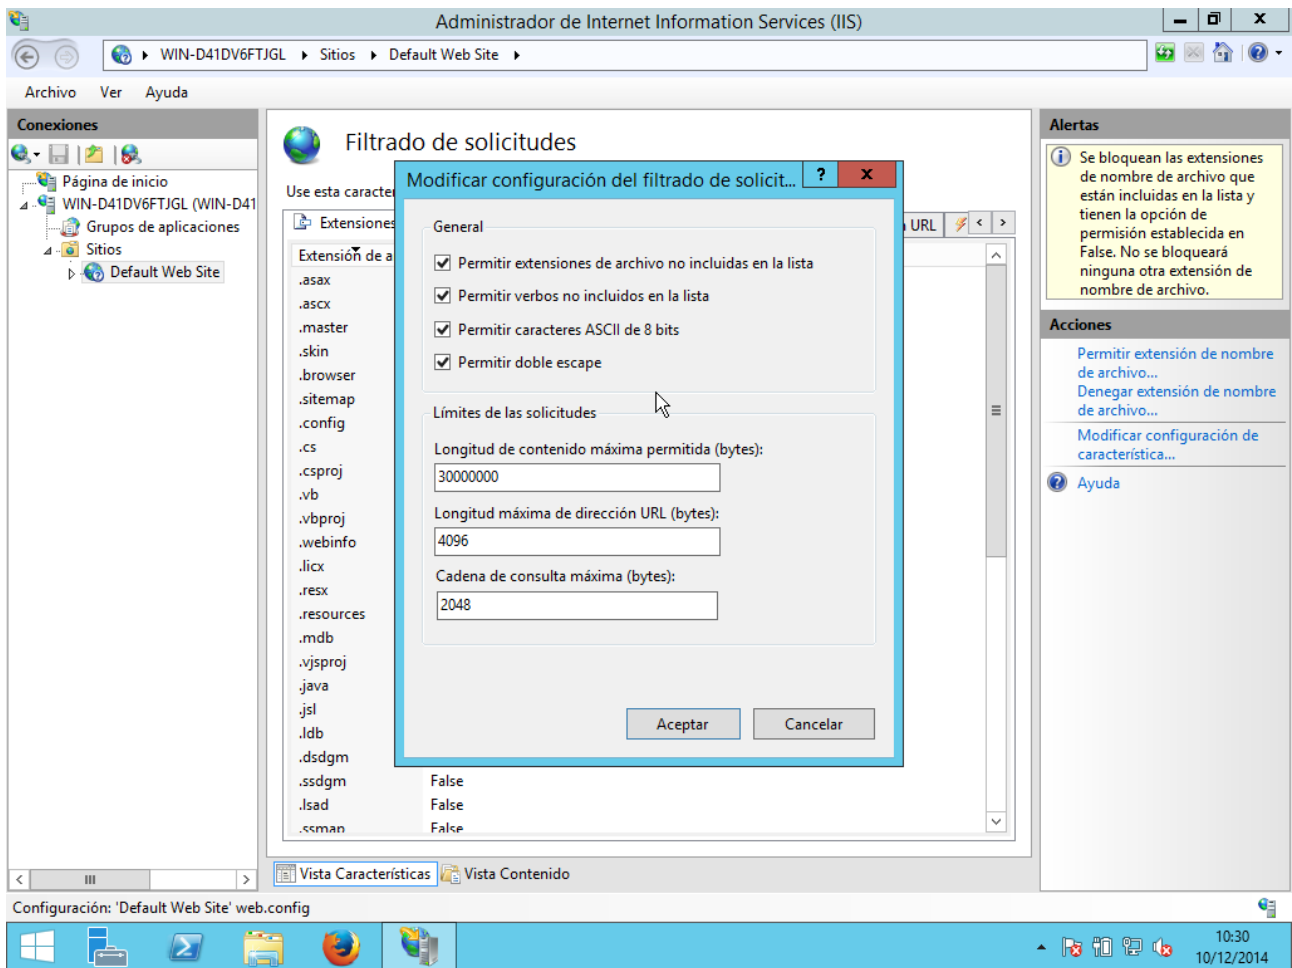 Administrador de Internet Information Services (IIS)
WIN-D41DV6FTJGL
Sitios
Default Web Site
Archivo
Ver
Ayuda
Conexiones
Página de inicio
WIN-D41DV6FTJGL (WIN-D41
Grupos de aplicaciones
Sitios
Default Web Site
Filtrado de solicitudes
Use esta caracte
Extensiones
URL
Extensión de a
.asax
.ascx
.master
.skin
.browser
.sitemap
.config
.cs
.csproj
.vb
.vbproj
.webinfo
.licx
.resx
.resources
.mdb
.vjsproj
.java
.jsl
.ldb
.dsdgm
.ssdgm False
.lsad False
.ssmap False
Modificar configuración del filtrado de solicit...
General
Permitir extensiones de archivo no incluidas en la lista
Permitir verbos no incluidos en la lista
Permitir caracteres ASCII de 8 bits
Permitir doble escape
Límites de las solicitudes
Longitud de contenido máxima permitida (bytes):
30000000
Longitud máxima de dirección URL (bytes):
4096
Cadena de consulta máxima (bytes):
2048
Aceptar
Cancelar
Vista Características
Vista Contenido
Alertas
Se bloquean las extensiones
de nombre de archivo que
están incluidas en la lista y
tienen la opción de
permisión establecida en
False. No se bloqueará
ninguna otra extensión de
nombre de archivo.
Acciones
Permitir extensión de nombre
de archivo...
Denegar extensión de nombre
de archivo...
Modificar configuración de
característica...
Ayuda
Configuración: 'Default Web Site' web.config
10:30
10/12/2014